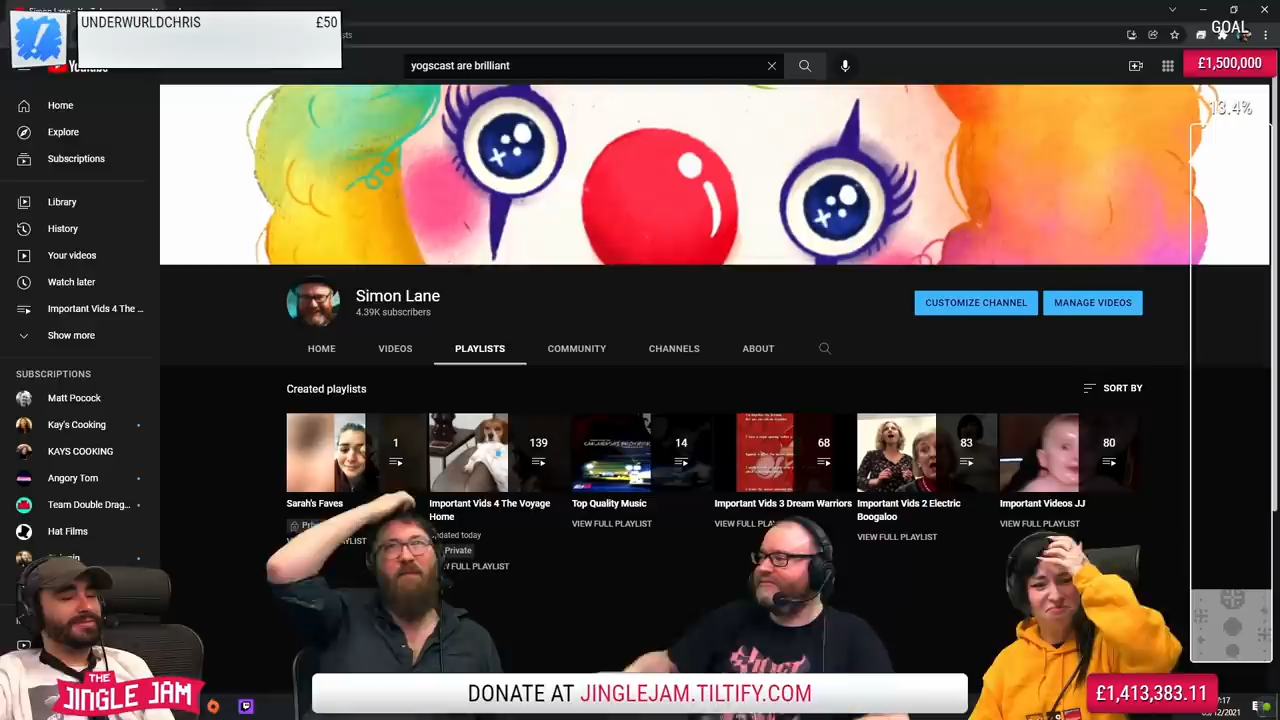 UNDERWURLDCHRIS £50
GOAL
yogscast are brilliant
£1,500,000
13.4%
Home
Explore
Subscriptions
Library
History
Your videos
Watch later
Important Vids 4 The ...
Show more
SUBSCRIPTIONS
Matt Pocock
Kay's Cooking
KAYS COOKING
Angory Tom
Team Double Drag...
Hat Films
Simon Lane
4.39K subscribers
CUSTOMIZE CHANNEL
MANAGE VIDEOS
HOME
VIDEOS
PLAYLISTS
COMMUNITY
CHANNELS
ABOUT
Created playlists
SORT BY
1
139
14
68
83
80
Sarah's Faves
Important Vids 4 The Voyage
Home
Updated today
Private
VIEW FULL PLAYLIST
Top Quality Music
VIEW FULL PLAYLIST
Important Vids 3 Dream Warriors
Important Vids 2 Electric
Boogaloo
VIEW FULL PLAYLIST
Important Videos JJ
VIEW FULL PLAYLIST
THE
JINGLE JAM
DONATE AT JINGLEJAM.TILTIFY.COM
£1,413,383.11